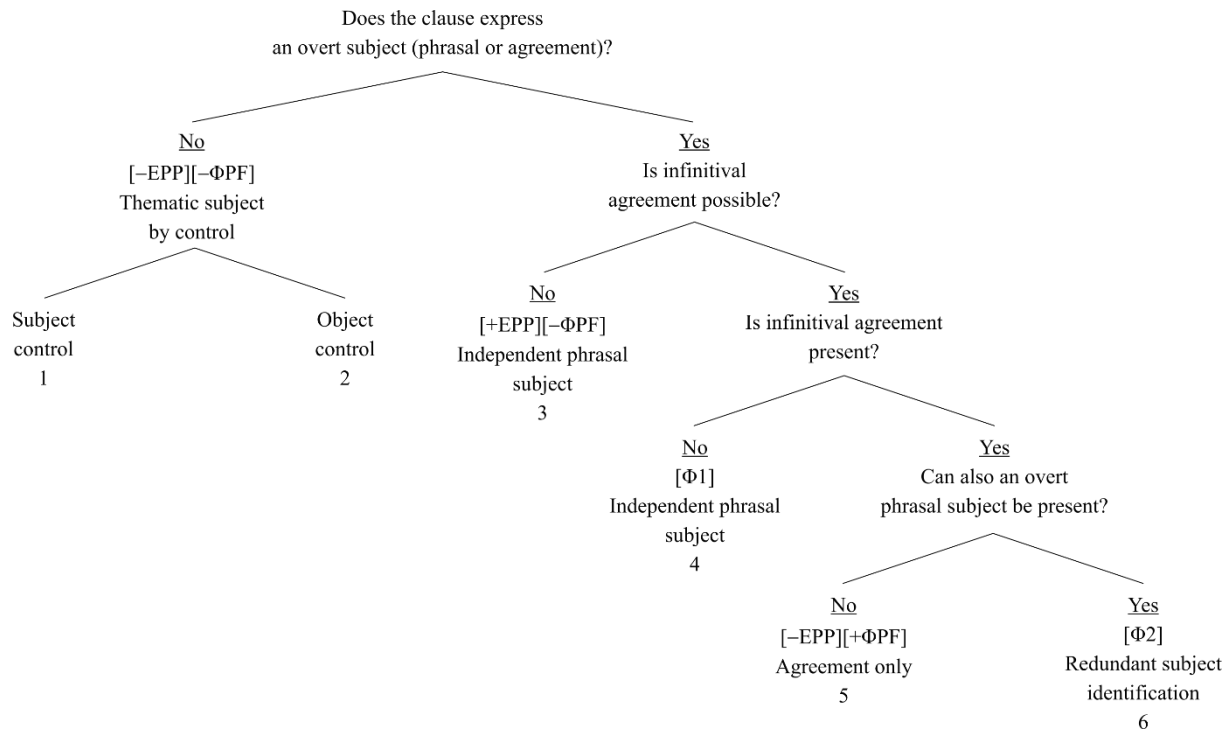 Does the clause express
an overt subject (phrasal or agreement)?
No
[−EPP][−ΦPF]
Thematic subject
by control
Yes
Is infinitival
agreement possible?
Subject
control
1
Object
control
2
No
[+EPP][−ΦPF]
Independent phrasal
subject
3
Yes
Is infinitival agreement
present?
No
[Φ1]
Independent phrasal
subject
4
Yes
Can also an overt
phrasal subject be present?
No
[−EPP][+ΦPF]
Agreement only
5
Yes
[Φ2]
Redundant subject
identification
6